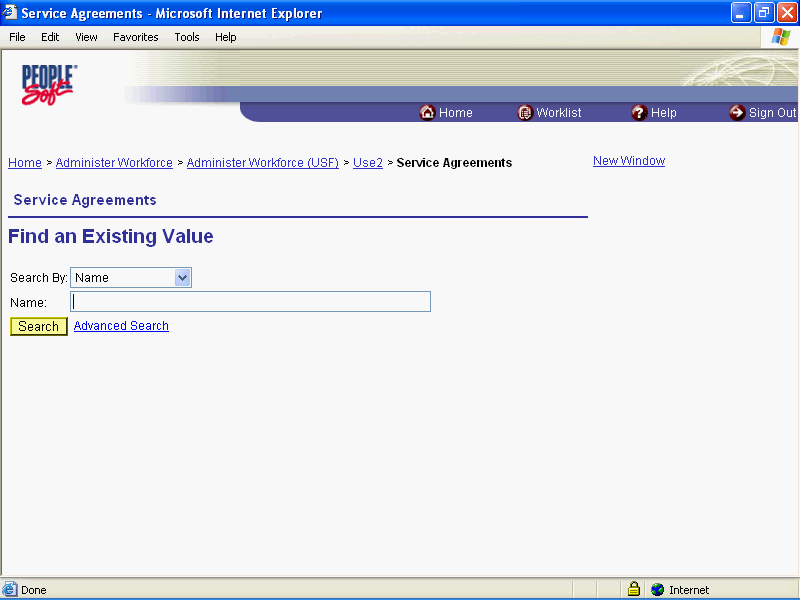 Service Agreements - Microsoft Internet Explorer
File Edit View Favorites Tools Help
PEOPLE
Soft
Home Worklist Help Sign Out
Home > Administer Workforce > Administer Workforce (USF) > Use2 > Service Agreements New Window
Service Agreements
Find an Existing Value
Search By: Name
Name:
Search Advanced Search
Done Internet